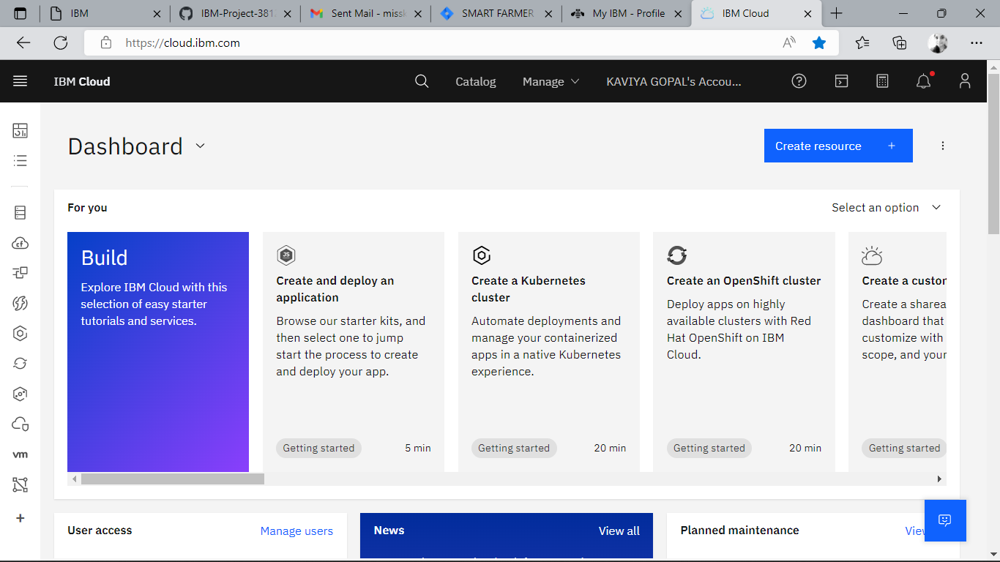 IBM
IBM-Project-381
Sent Mail - miss
SMART FARMER
My IBM - Profile
IBM Cloud
https://cloud.ibm.com
IBM Cloud
Catalog
Manage
KAVIYA GOPAL's Accou...
Dashboard
Create resource +
For you
Select an option
Build
Explore IBM Cloud with this
selection of easy starter
tutorials and services.
JS
Create and deploy an
application
Browse our starter kits, and
then select one to jump
start the process to create
and deploy your app.
Getting started
5 min
Create a Kubernetes
cluster
Automate deployments and
manage your containerized
apps in a native Kubernetes
experience.
Getting started
20 min
Create an OpenShift cluster
Deploy apps on highly
available clusters with Red
Hat OpenShift on IBM
Cloud.
Getting started
20 min
Create a custor
Create a sharea
dashboard that
customize with
scope, and your
Getting started
cf
vm
User access
Manage users
News
View all
Planned maintenance
View